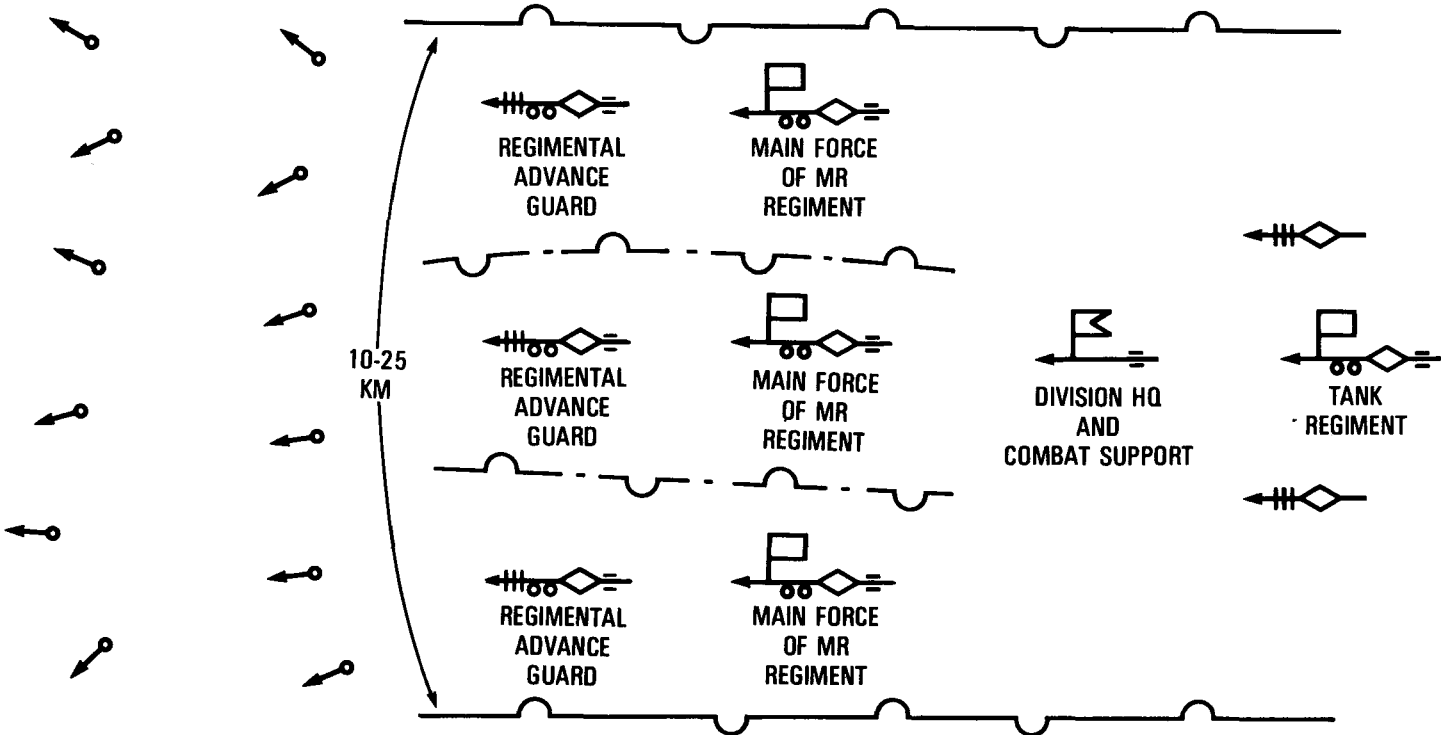 REGIMENTAL
ADVANCE
GUARD
MAIN FORCE
OF MR
REGIMENT
10-25
KM
REGIMENTAL
ADVANCE
GUARD
MAIN FORCE
OF MR
REGIMENT
DIVISION HQ
AND
COMBAT SUPPORT
TANK
REGIMENT
REGIMENTAL
ADVANCE
GUARD
MAIN FORCE
OF MR
REGIMENT